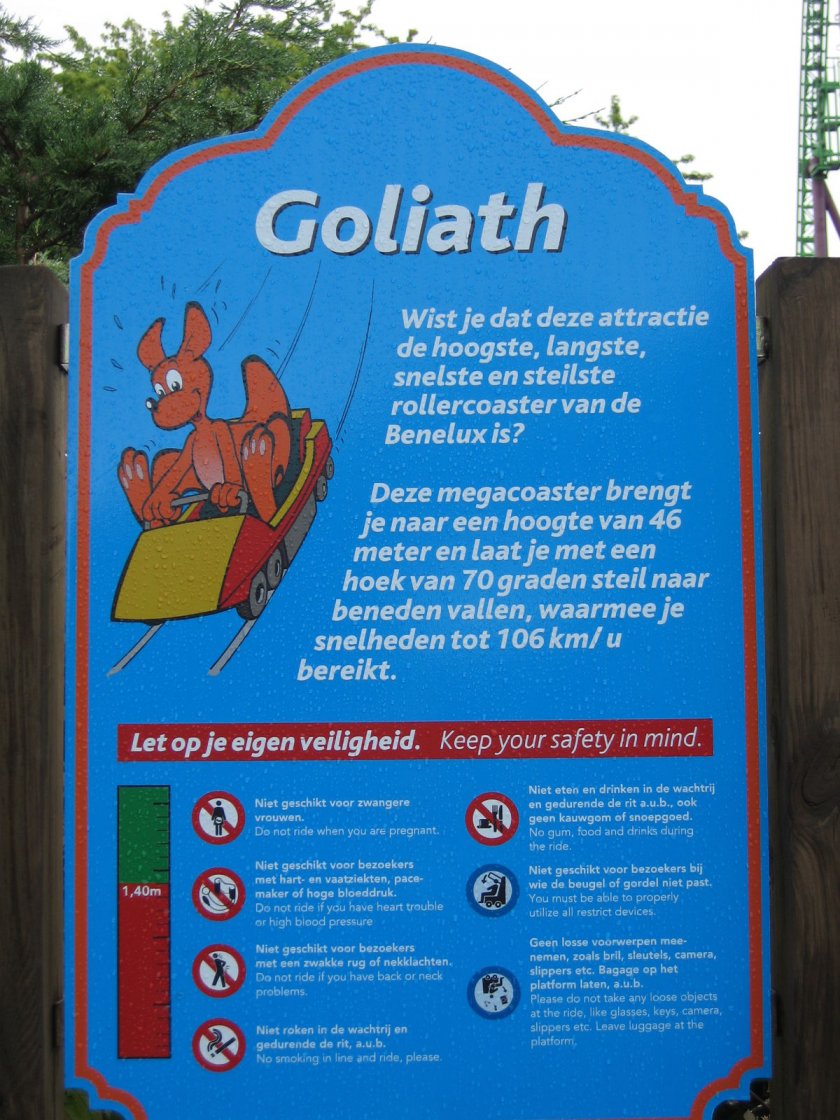 Goliath
Wist je dat deze attractie
de hoogste, langste,
snelste en steilste
rollercoaster van de
Benelux is?
Deze megacoaster brengt
je naar een hoogte van 46
meter en laat je met een
hoek van 70 graden steil naar
beneden vallen, waarmee je
snelheden tot 106 km/u
bereikt.
Let op je eigen veiligheid. Keep your safety in mind.
1,40m
Niet geschikt voor zwangere
vrouwen.
Do not ride when you are pregnant.
Niet geschikt voor bezoekers
met hart- en vaatziekten, pace-
maker of hoge bloeddruk.
Do not ride if you have heart trouble
or high blood pressure
Niet geschikt voor bezoekers
met een zwakke rug of nekklachten.
Do not ride if you have back or neck
problems.
Niet roken in de wachtrij en
gedurende de rit, a.u.b.
No smoking in line and ride, please.
Niet eten en drinken in de wachtrij
en gedurende de rit a.u.b., ook
geen kauwgom of snoepgoed.
No gum, food and drinks during
the ride.
Niet geschikt voor bezoekers bij
wie de beugel of gordel niet past.
You must be able to properly
utilize all restrict devices.
Geen losse voorwerpen mee-
nemen, zoals bril, sleutels, camera,
slippers etc. Bagage op het
platform laten, a.u.b.
Please do not take any loose objects
at the ride, like glasses, keys, camera,
slippers etc. Leave luggage at the
platform.